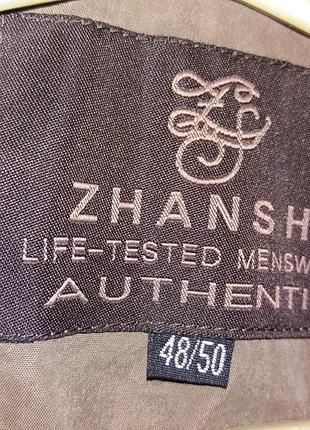 ZHANSH
LIFE-TESTED MENSW
AUTHENTI
48/50